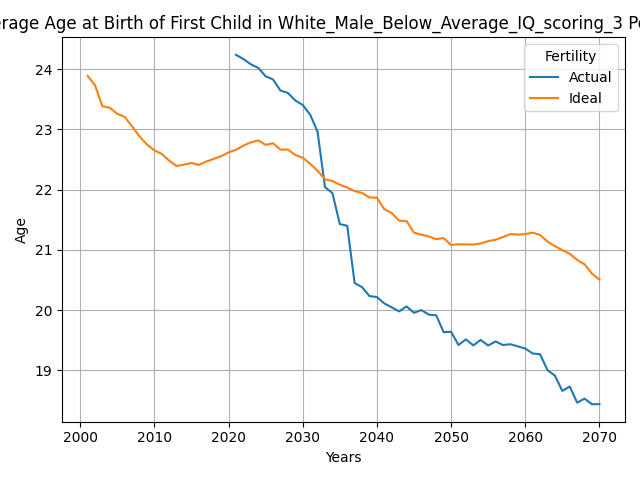 erage Age at Birth of First Child in White_Male_Below_Average_IQ_scoring_3 P
Fertility
Actual
Ideal
Age
24
23
22
21
20
19
2000 2010 2020 2030 2040 2050 2060 2070
Years